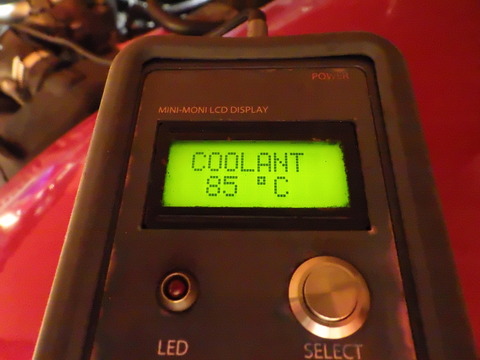 POWER
MINI-MONI LCD DISPLAY
COOLANT
85 °C
LED
SELECT